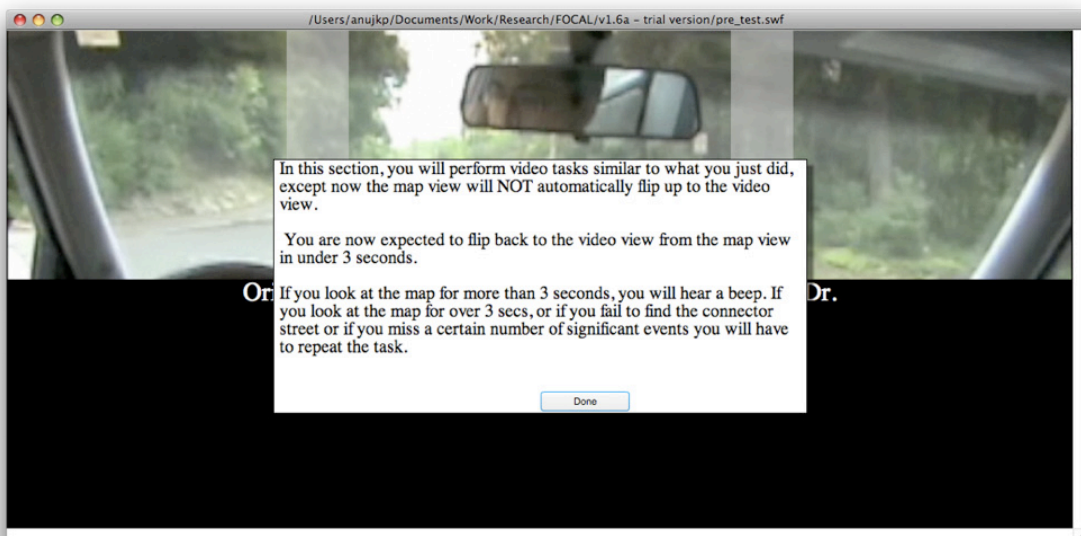 /Users/anujkp/Documents/Work/Research/FOCAL/v1.6a – trial version/pre_test.swf
In this section, you will perform video tasks similar to what you just did,
except now the map view will NOT automatically flip up to the video
view.
You are now expected to flip back to the video view from the map view
in under 3 seconds.
Ori
Dr.
If you look at the map for more than 3 seconds, you will hear a beep. If
you look at the map for over 3 secs, or if you fail to find the connector
street or if you miss a certain number of significant events you will have
to repeat the task.
Done